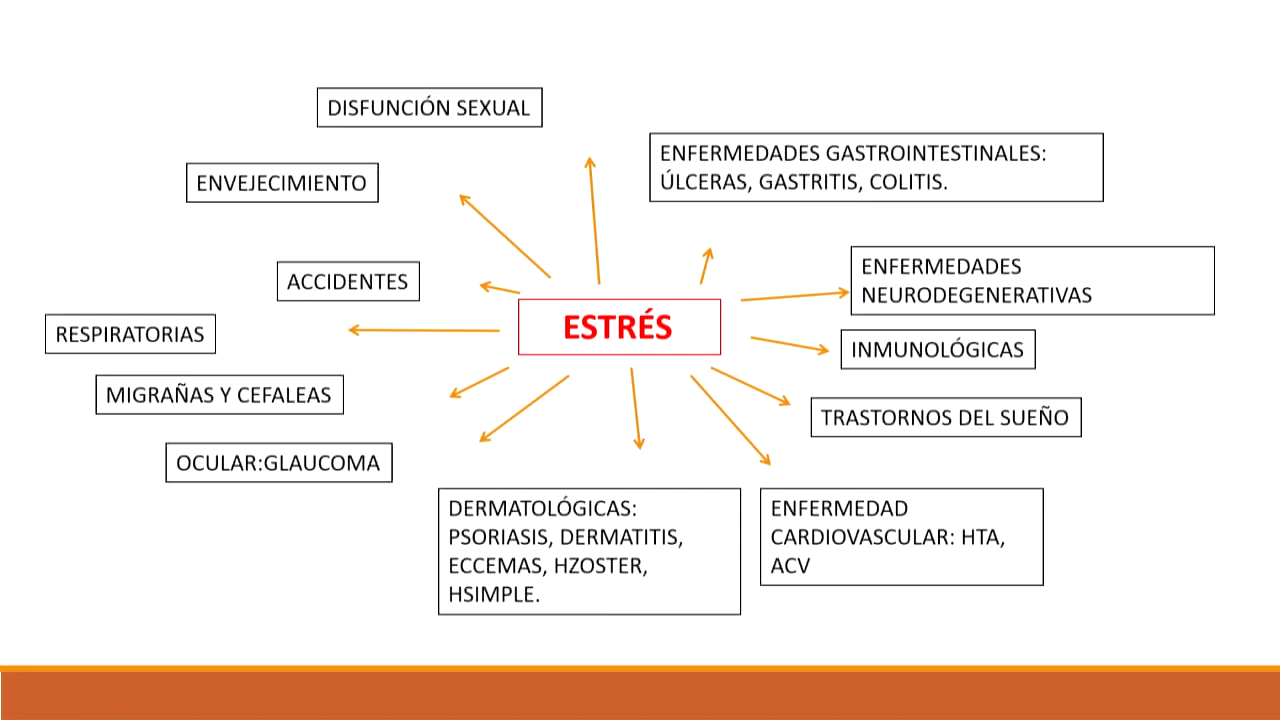 DISFUNCIÓN SEXUAL
ENFERMEDADES GASTROINTESTINALES:
ÚLCERAS, GASTRITIS, COLITIS.
ENVEJECIMIENTO
ENFERMEDADES
NEURODEGENERATIVAS
ACCIDENTES
ESTRÉS
RESPIRATORIAS
INMUNOLÓGICAS
MIGRAÑAS Y CEFALEAS
TRASTORNOS DEL SUEÑO
OCULAR:GLAUCOMA
DERMATOLÓGICAS:
PSORIASIS, DERMATITIS,
ECCEMAS, HZOSTER,
HSIMPLE.
ENFERMEDAD
CARDIOVASCULAR: HTA,
ACV